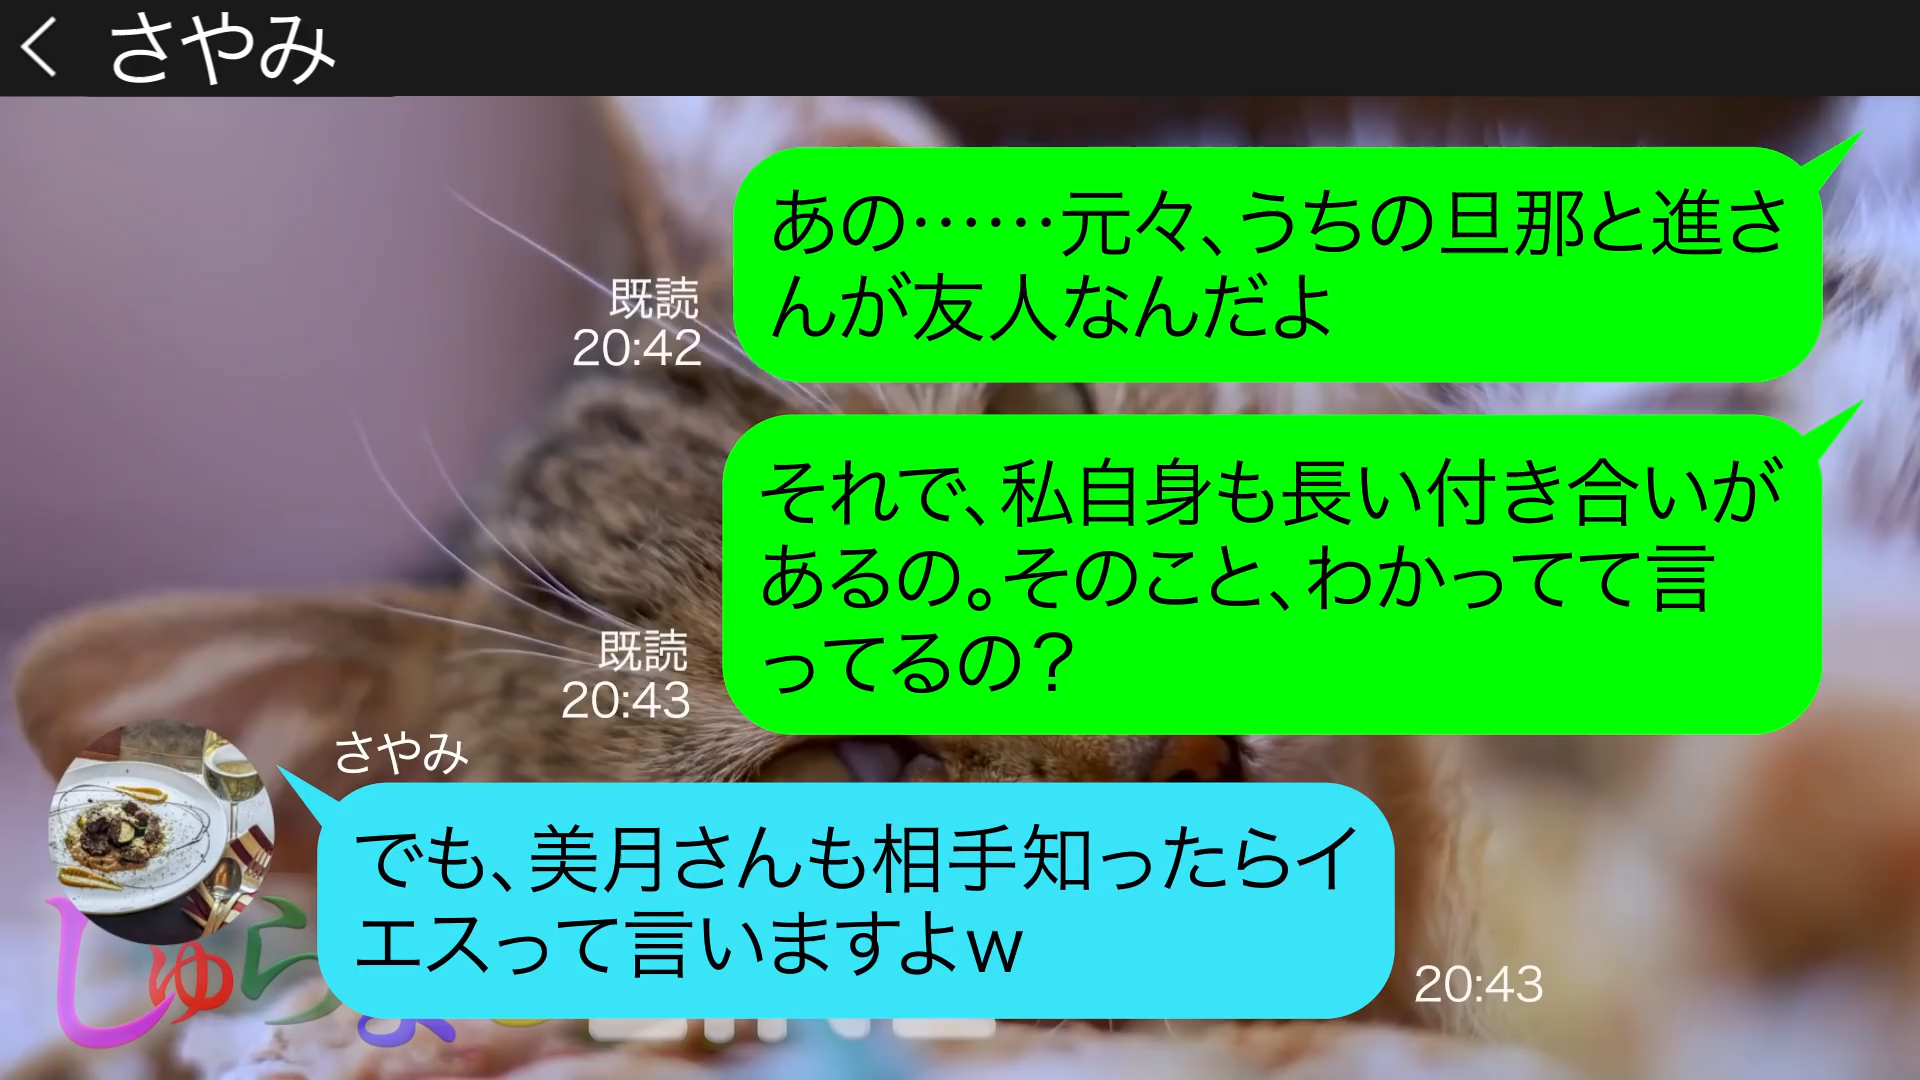 さやみ
あの……元々、うちの旦那と進さ
んが友人なんだよ
既読
20:42
それで、私自身も長い付き合いが
あるの。そのこと、わかってて言
ってるの？
既読
20:43
さやみ
でも、美月さんも相手知ったらイ
エスって言いますよw
20:43
しゅら